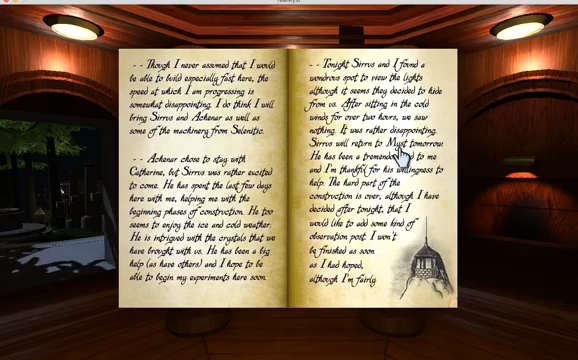 - - Though I never assumed that I would
be able to build especially fast here, the
speed at which I am progressing is
somewhat disappointing. I do think I will
bring Sirrus and Achenar as well as
some of the machinery from Selenitic.
- - Achenar chose to stay with
Catherine, but Sirrus was rather excited
to come. He has spent the last few days
here with me, helping me with the
beginning phases of construction. He too
seems to enjoy the ice and cold weather.
He is intrigued with the crystals that we
have brought with us. He has been a big
help (as have others) and I hope to be
able to begin my experiments here soon
- - Tonight Sirrus and I found a
wondrous spot to view the lights
although it seems they decided to hide
from us. After sitting in the cold
winds for over two hours, we saw
nothing. It was rather disappointing.
Sirrus will return to Myst tomorrow.
He has been a tremendous to me
and I'm thankful for his willingness to
help. The hard part of the
construction is over, although I have
decided after tonight, that I
would like to add some kind of
observation post. I won't
be finished as soon
as I had hoped,
although I'm fairly